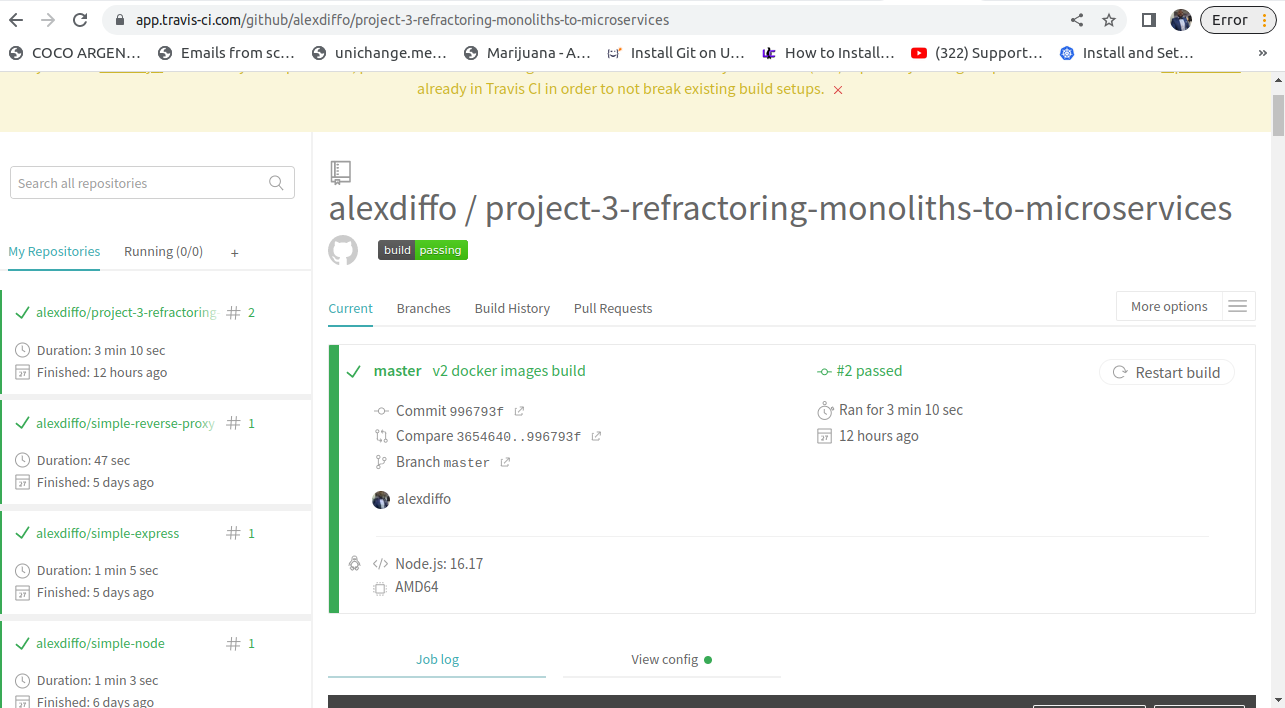 app.travis-ci.com/github/alexdiffo/project-3-refractoring-monoliths-to-microservices
Error
COCO ARGEN…
Emails from sc…
unichange.me…
Marijuana - A…
Install Git on U…
How to Install…
(322) Support…
Install and Set…
»
already in Travis CI in order to not break existing build setups.
Search all repositories
My Repositories
Running (0/0)
+
alexdiffo/project-3-refractoring-
2
Duration: 3 min 10 sec
Finished: 12 hours ago
alexdiffo/simple-reverse-proxy
1
Duration: 47 sec
Finished: 5 days ago
alexdiffo/simple-express
1
Duration: 1 min 5 sec
Finished: 5 days ago
alexdiffo/simple-node
1
Duration: 1 min 3 sec
Finished: 6 days ago
alexdiffo / project-3-refractoring-monoliths-to-microservices
build passing
Current
Branches
Build History
Pull Requests
More options
master v2 docker images build
#2 passed
Restart build
Commit 996793f
Ran for 3 min 10 sec
Compare 3654640..996793f
12 hours ago
Branch master
alexdiffo
Node.js: 16.17
AMD64
Job log
View config